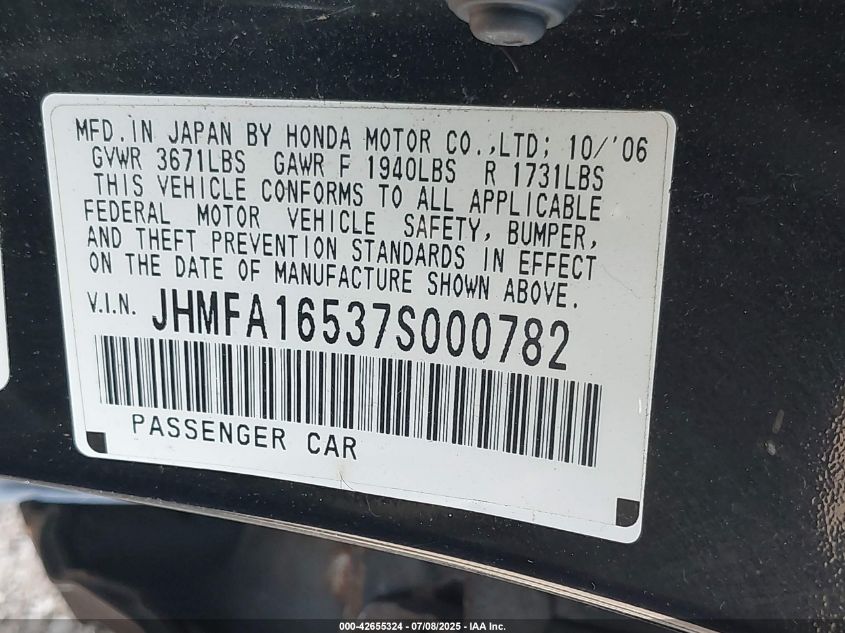 MFD. IN JAPAN BY HONDA MOTOR CO.,LTD; 10/'06
GVWR 3671LBS GAWR F 1940LBS R 1731LBS
THIS VEHICLE CONFORMS TO ALL APPLICABLE
FEDERAL MOTOR VEHICLE SAFETY, BUMPER,
AND THEFT PREVENTION STANDARDS IN EFFECT
ON THE DATE OF MANUFACTURE SHOWN ABOVE.
V.I.N. JHMFA16537S000782
PASSENGER CAR
000-42655324 - 07/08/2025 - IAA Inc.